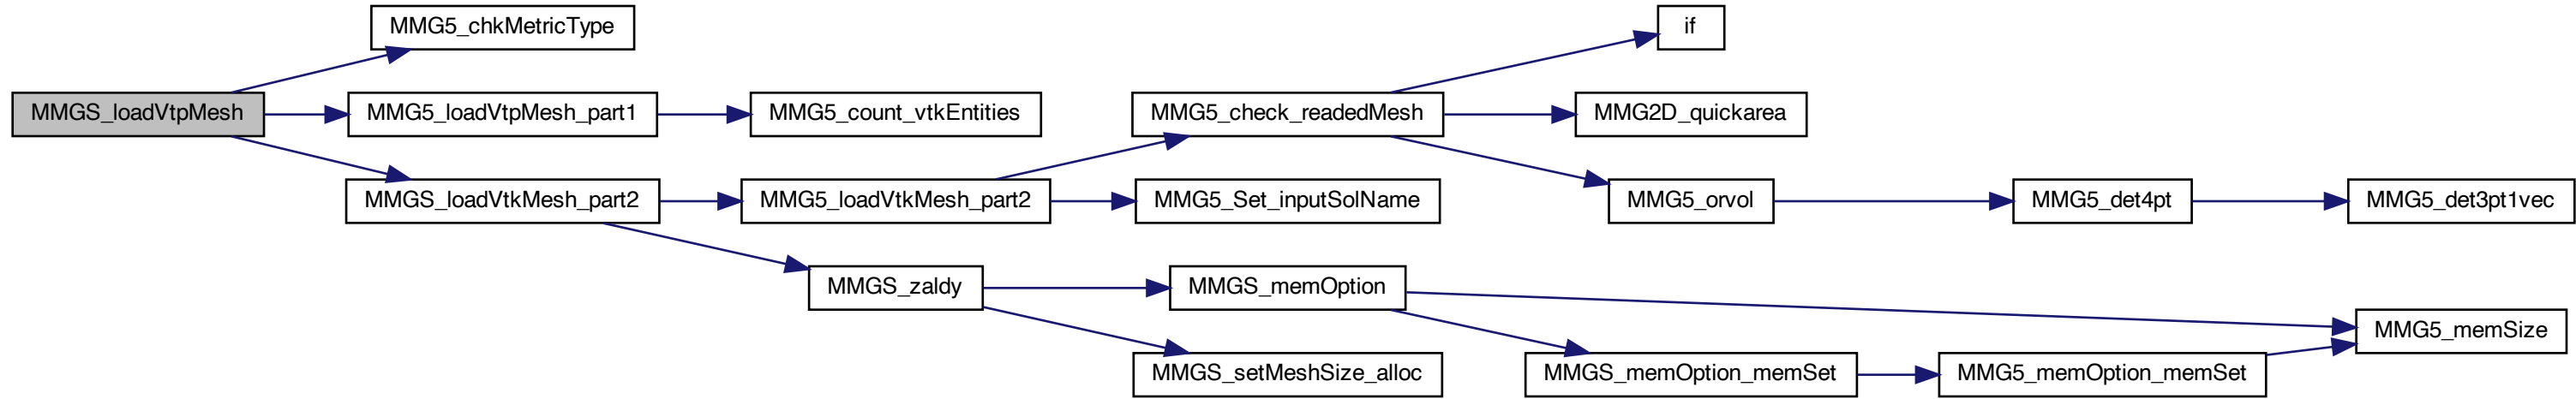 MMGS_loadVtpMesh
MMG5_chkMetricType
MMG5_loadVtpMesh_part1
MMG5_count_vtkEntities
MMGS_loadVtkMesh_part2
MMG5_loadVtkMesh_part2
MMG5_check_readedMesh
if
MMG2D_quickarea
MMG5_orvol
MMG5_det4pt
MMG5_det3pt1vec
MMG5_Set_inputSolName
MMGS_zaldy
MMGS_memOption
MMG5_memSize
MMGS_memOption_memSet
MMG5_memOption_memSet
MMGS_setMeshSize_alloc